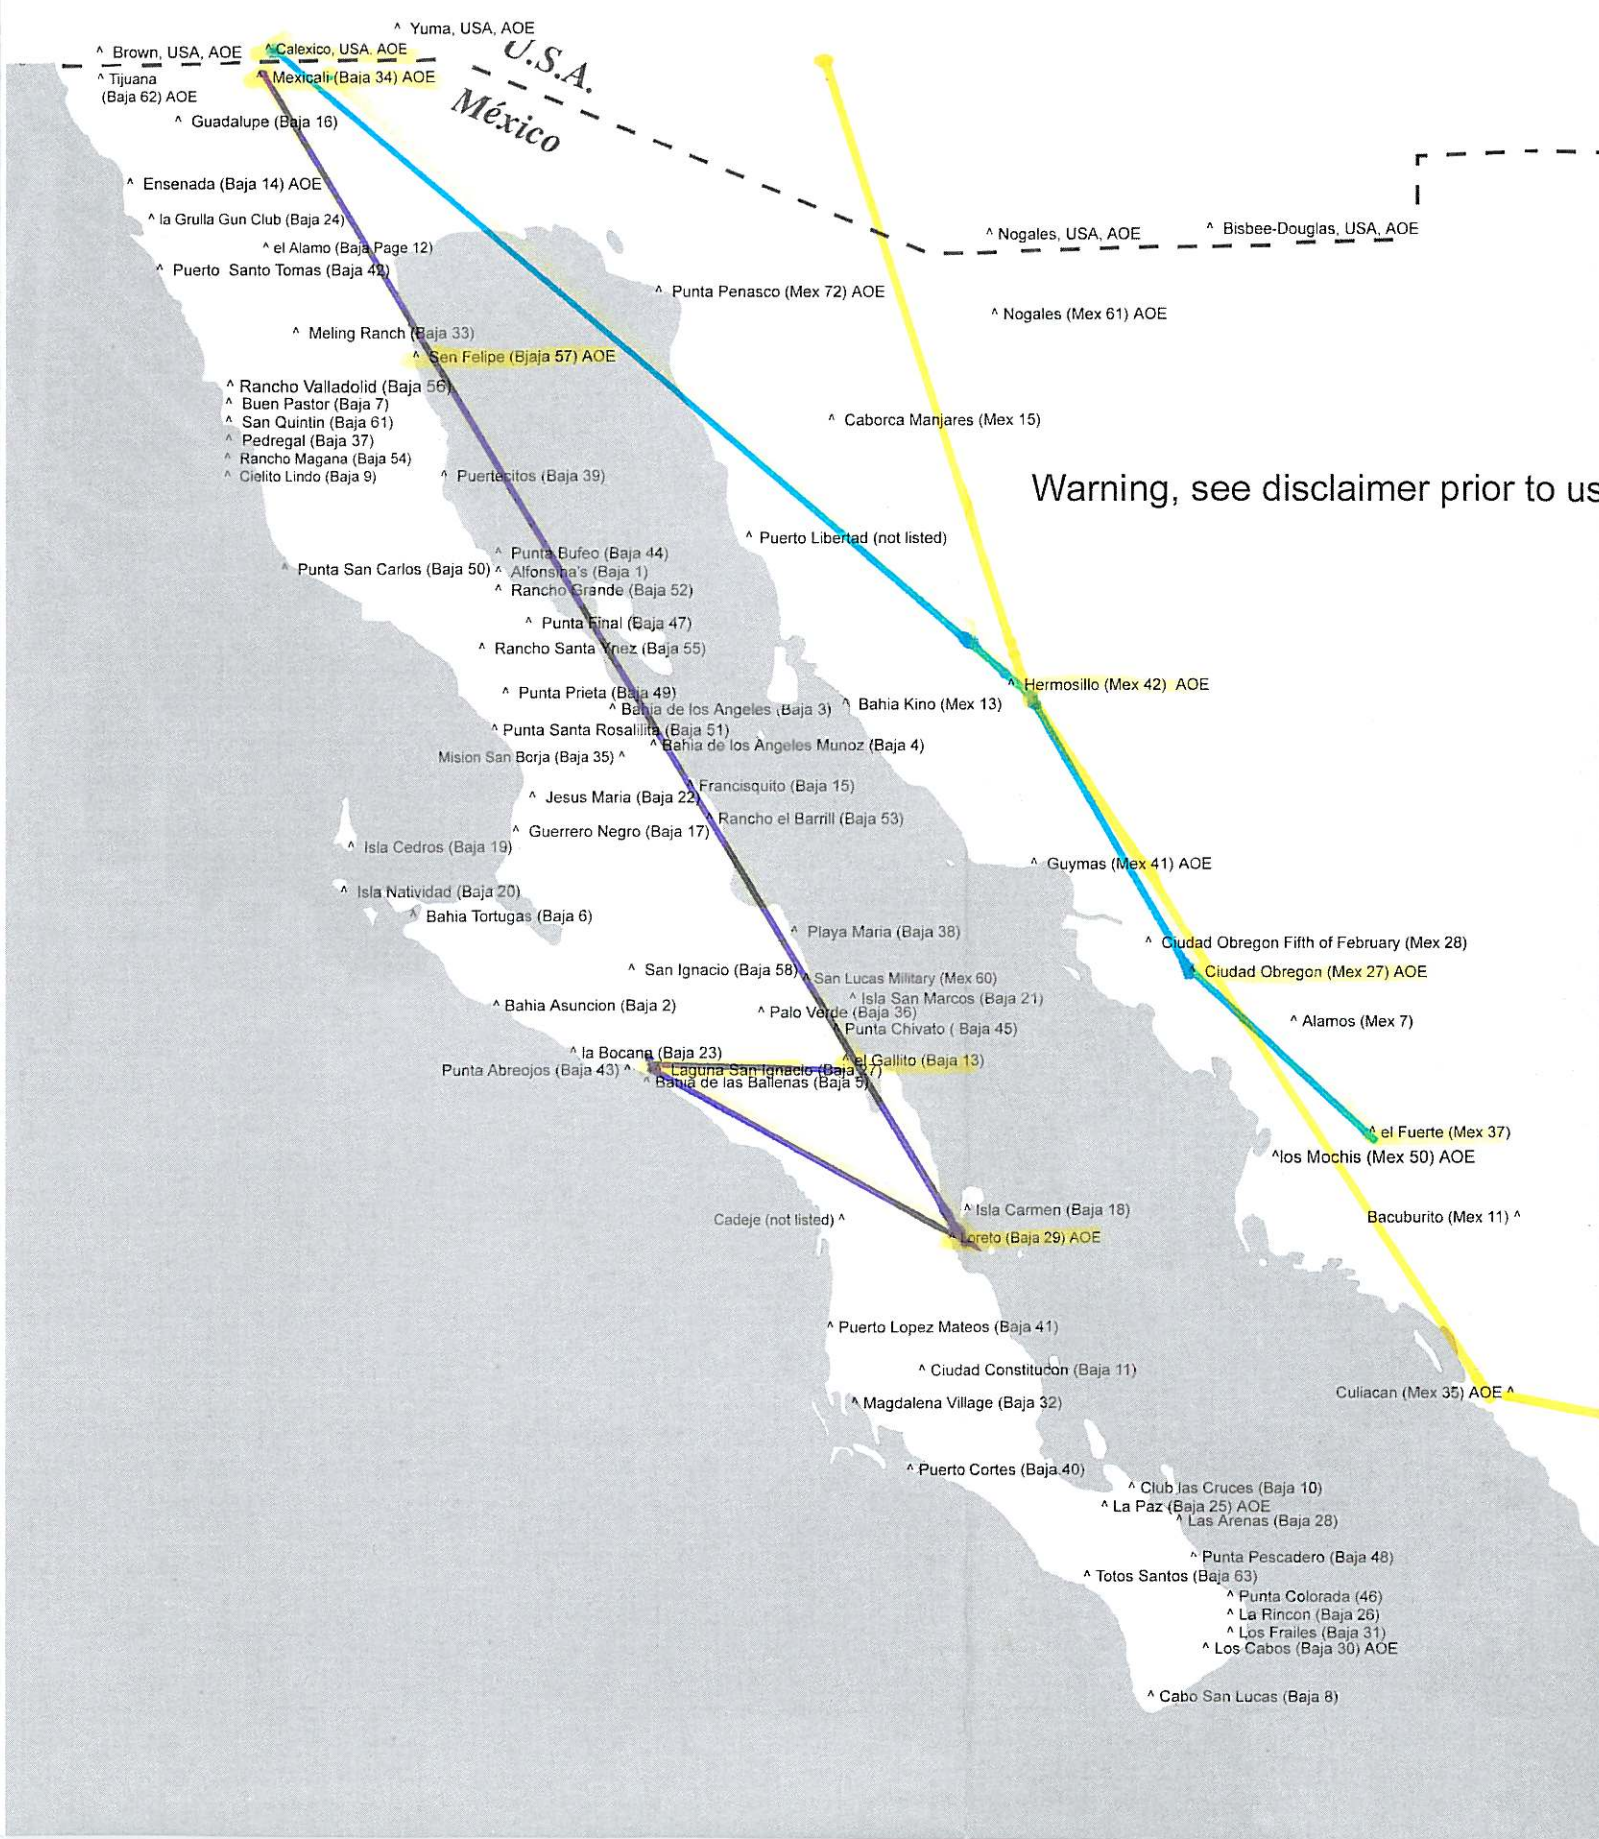 ^ Yuma, USA, AOE
^ Brown, USA, AOE
^ Calexico, USA, AOE
U.S.A.
México
^ Tijuana
(Baja 62) AOE
^ Mexicali (Baja 34) AOE
^ Guadalupe (Baja 16)
^ Ensenada (Baja 14) AOE
^ la Grulla Gun Club (Baja 24)
^ Nogales, USA, AOE
^ Bisbee-Douglas, USA, AOE
^ el Alamo (Baja Page 12)
^ Puerto Santo Tomas (Baja 42)
^ Punta Penasco (Mex 72) AOE
^ Nogales (Mex 61) AOE
^ Meling Ranch (Baja 33)
^ Sen Felipe (Bjaja 57) AOE
^ Rancho Valladolid (Baja 56)
^ Buen Pastor (Baja 7)
^ San Quintin (Baja 61)
^ Pedregal (Baja 37)
^ Rancho Magana (Baja 54)
^ Cielito Lindo (Baja 9)
^ Caborca Manjares (Mex 15)
^ Puertecitos (Baja 39)
Warning, see disclaimer prior to us
^ Puerto Libertad (not listed)
^ Punta Bufeo (Baja 44)
^ Punta San Carlos (Baja 50)
^ Alfonsina's (Baja 1)
^ Rancho Grande (Baja 52)
^ Punta Final (Baja 47)
^ Rancho Santa Ynez (Baja 55)
^ Hermosillo (Mex 42) AOE
^ Punta Prieta (Baja 49)
^ Bahia de los Angeles (Baja 3)
^ Bahia Kino (Mex 13)
^ Punta Santa Rosalilita (Baja 51)
^ Bahia de los Angeles Munoz (Baja 4)
Mision San Borja (Baja 35) ^
^ Francisquito (Baja 15)
^ Jesus Maria (Baja 22)
^ Rancho el Barrill (Baja 53)
^ Guerrero Negro (Baja 17)
^ Isla Cedros (Baja 19)
^ Guymas (Mex 41) AOE
^ Isla Natividad (Baja 20)
^ Bahia Tortugas (Baja 6)
^ Playa Maria (Baja 38)
^ Ciudad Obregon Fifth of February (Mex 28)
^ San Ignacio (Baja 58)
^ Ciudad Obregon (Mex 27) AOE
^ San Lucas Military (Mex 60)
^ Isla San Marcos (Baja 21)
^ Bahia Asuncion (Baja 2)
^ Palo Verde (Baja 36)
^ Alamos (Mex 7)
^ Punta Chivato ( Baja 45)
^ la Bocana (Baja 23)
^ el Gallito (Baja 13)
Punta Abreojos (Baja 43) ^
^ Laguna San Ignacio (Baja 27)
^ Bahia de las Ballenas (Baja 5)
^ el Fuerte (Mex 37)
^los Mochis (Mex 50) AOE
^ Isla Carmen (Baja 18)
Cadeje (not listed) ^
Bacuburito (Mex 11) ^
^ Loreto (Baja 29) AOE
^ Puerto Lopez Mateos (Baja 41)
^ Ciudad Constitucon (Baja 11)
Culiacan (Mex 35) AOE ^
^ Magdalena Village (Baja 32)
^ Puerto Cortes (Baja 40)
^ Club las Cruces (Baja 10)
^ La Paz (Baja 25) AOE
^ Las Arenas (Baja 28)
^ Punta Pescadero (Baja 48)
^ Totos Santos (Baja 63)
^ Punta Colorada (46)
^ La Rincon (Baja 26)
^ Los Frailes (Baja 31)
^ Los Cabos (Baja 30) AOE
^ Cabo San Lucas (Baja 8)